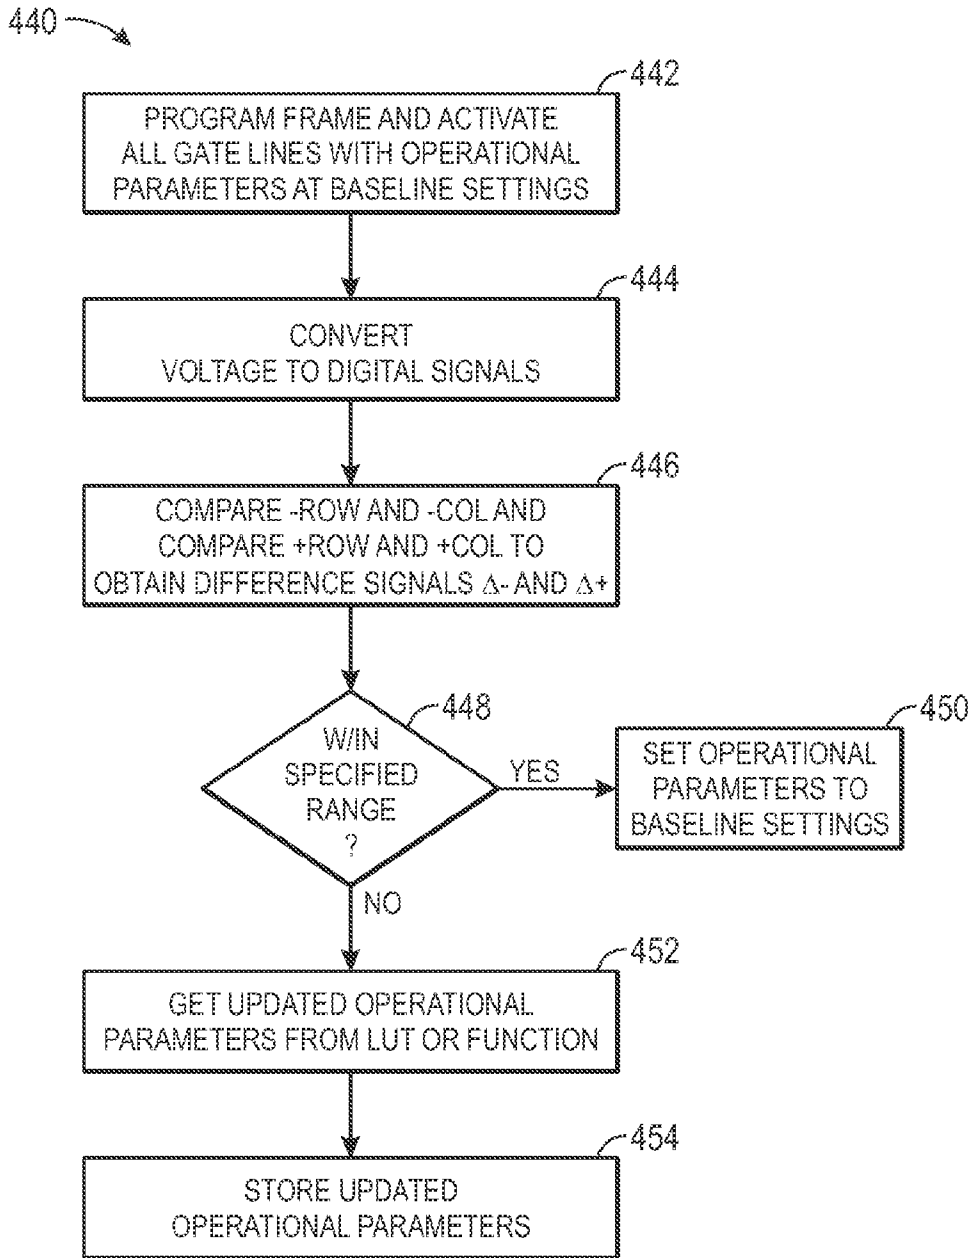 440
442
PROGRAM FRAME AND ACTIVATE
ALL GATE LINES WITH OPERATIONAL
PARAMETERS AT BASELINE SETTINGS
444
CONVERT
VOLTAGE TO DIGITAL SIGNALS
446
COMPARE -ROW AND -COL AND
COMPARE +ROW AND +COL TO
OBTAIN DIFFERENCE SIGNALS Δ- AND Δ+
448
W/IN
SPECIFIED
RANGE
?
YES
450
SET OPERATIONAL
PARAMETERS TO
BASELINE SETTINGS
NO
452
GET UPDATED OPERATIONAL
PARAMETERS FROM LUT OR FUNCTION
454
STORE UPDATED
OPERATIONAL PARAMETERS